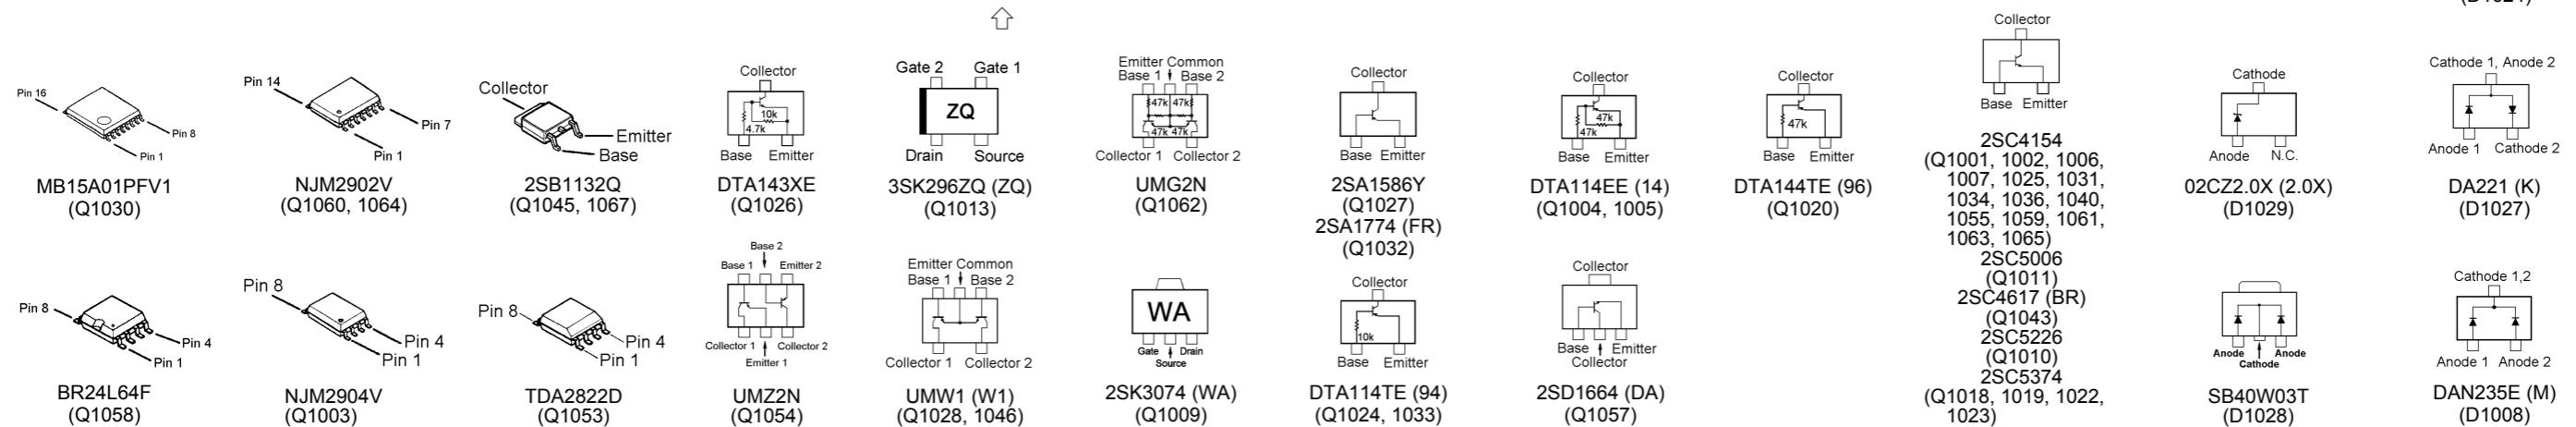 Pin 16
Pin 8
Pin 1
MB15A01PFV1
(Q1030)
Pin 14
Pin 7
Pin 1
NJM2902V
(Q1060, 1064)
Collector
Emitter
Base
2SB1132Q
(Q1045, 1067)
Collector
10k
4.7k
Base Emitter
DTA143XE
(Q1026)
Gate 2 Gate 1
ZQ
Drain Source
3SK296ZQ (ZQ)
(Q1013)
Emitter Common
Base 1 Base 2
47k 47k
47k 47k
Collector 1 Collector 2
UMG2N
(Q1062)
Collector
Base Emitter
2SA1586Y
(Q1027)
2SA1774 (FR)
(Q1032)
Collector
47k
47k
Base Emitter
DTA114EE (14)
(Q1004, 1005)
Collector
47k
Base Emitter
DTA144TE (96)
(Q1020)
Collector
Base Emitter
2SC4154
(Q1001, 1002, 1006,
1007, 1025, 1031,
1034, 1036, 1040,
1055, 1059, 1061,
1063, 1065)
2SC5006
(Q1011)
2SC4617 (BR)
(Q1043)
2SC5226
(Q1010)
2SC5374
(Q1018, 1019, 1022,
1023)
Cathode
Anode N.C.
02CZ2.0X (2.0X)
(D1029)
Cathode 1, Anode 2
Anode 1 Cathode 2
DA221 (K)
(D1027)
Pin 8
Pin 4
Pin 1
BR24L64F
(Q1058)
Pin 8
Pin 4
Pin 1
NJM2904V
(Q1003)
Pin 8
Pin 4
Pin 1
TDA2822D
(Q1053)
Base 2
Base 1 Emitter 2
Collector 1 Collector 2
Emitter 1
UMZ2N
(Q1054)
Emitter Common
Base 1 Base 2
Collector 1 Collector 2
UMW1 (W1)
(Q1028, 1046)
WA
Gate Drain
Source
2SK3074 (WA)
(Q1009)
Collector
10k
Base Emitter
DTA114TE (94)
(Q1024, 1033)
Collector
Base Emitter
Collector
2SD1664 (DA)
(Q1057)
Anode Anode
Cathode
SB40W03T
(D1028)
Cathode 1,2
Anode 1 Anode 2
DAN235E (M)
(D1008)